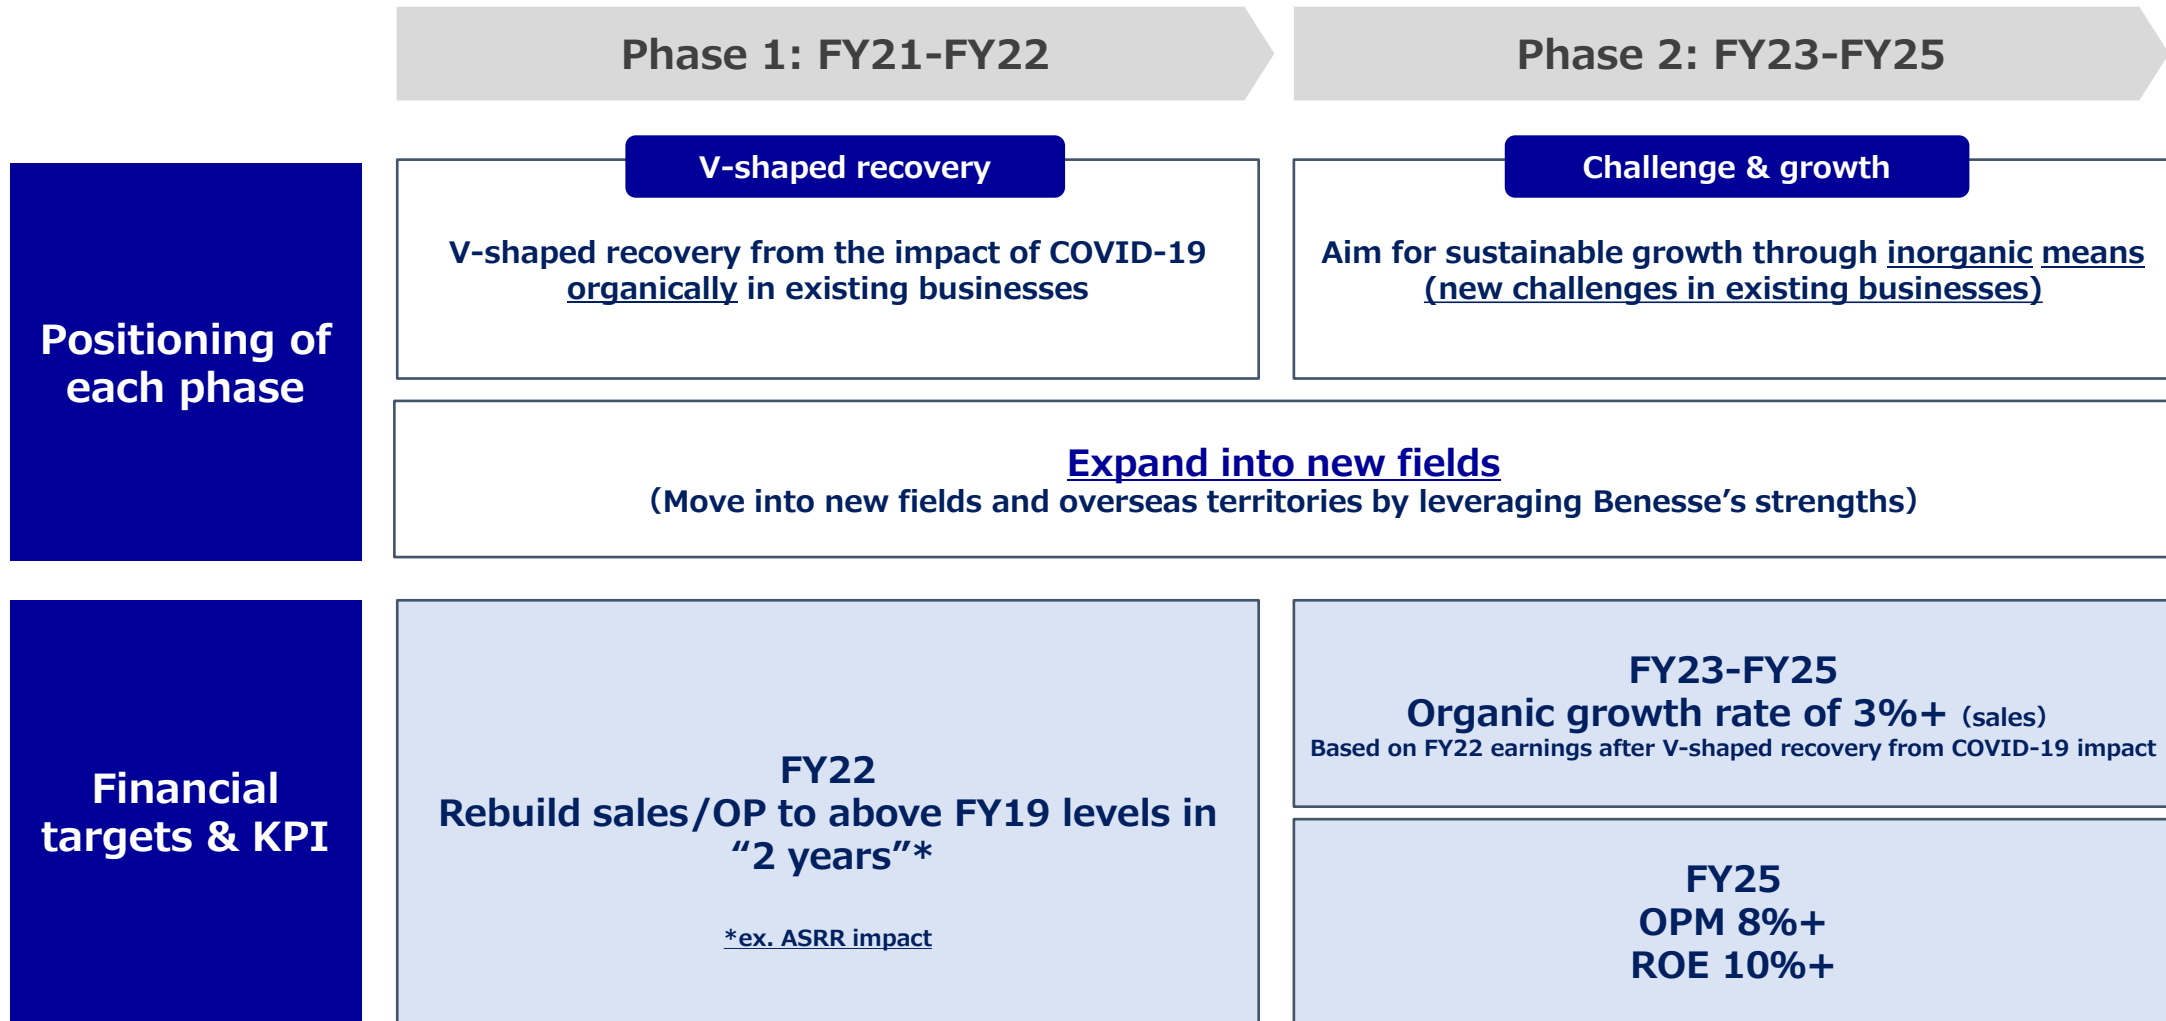 Phase 1: FY21-FY22
Phase 2: FY23-FY25
Positioning of
each phase
V-shaped recovery
V-shaped recovery from the impact of COVID-19
organically in existing businesses
Challenge & growth
Aim for sustainable growth through inorganic means
(new challenges in existing businesses)
Expand into new fields
（Move into new fields and overseas territories by leveraging Benesse’s strengths）
Financial
targets & KPI
FY22
Rebuild sales/OP to above FY19 levels in
“2 years”*
*ex. ASRR impact
FY23-FY25
Organic growth rate of 3%+（sales）
Based on FY22 earnings after V-shaped recovery from COVID-19 impact
FY25
OPM 8%+
ROE 10%+